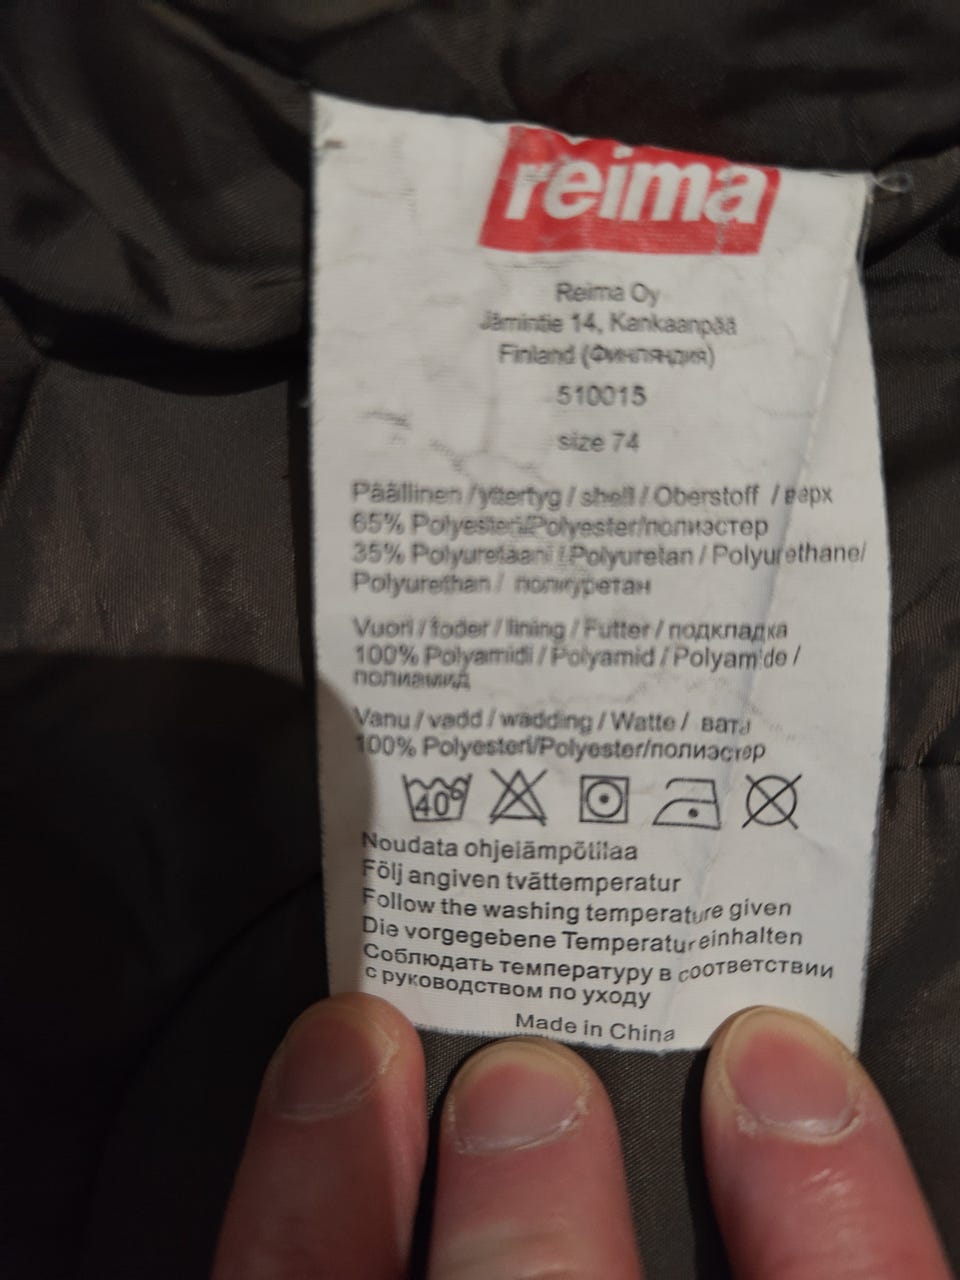 reima
Reima Oy
Jämintie 14, Kankaanpää
Finland (Финляндия)
510015
size 74
Päällinen / yttertyg / shell / Oberstoff / верх
65% Polyesteri/Polyester/полиэстер
35% Polyuretaani / Polyuretan / Polyurethane/
Polyurethan / полиуретан
Vuori / foder / lining / Futter / подкладка
100% Polyamidi / Polyamid / Polyamide /
полиамид
Vanu / vadd / wadding / Watte / вата
100% Polyesteri/Polyester/полиэстер
40°
Noudata ohjelämpötilaa
Följ angiven tvättemperatur
Follow the washing temperature given
Die vorgegebene Temperatur einhalten
Соблюдать температуру в соответствии
с руководством по уходу
Made in China